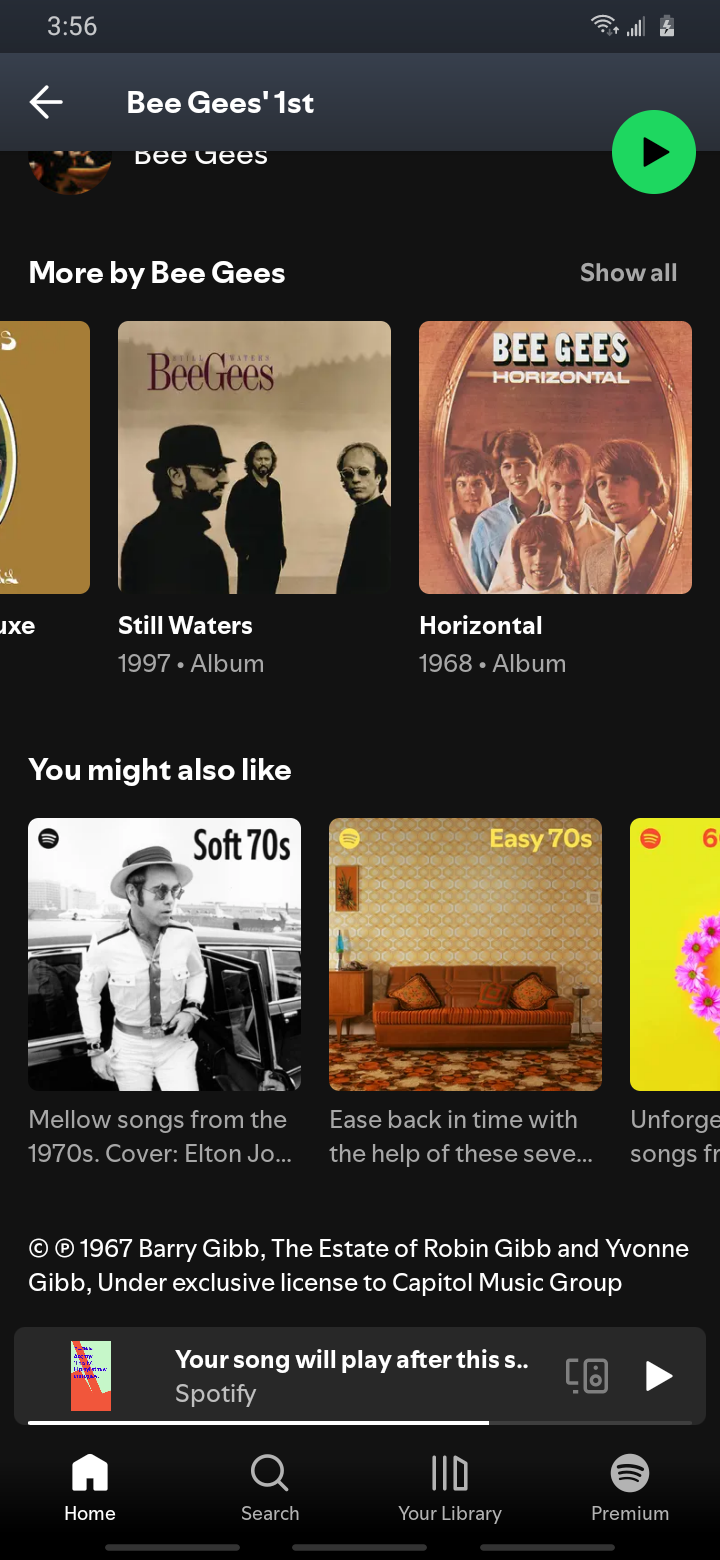 3:56
Bee Gees' 1st
Bee Gees
More by Bee Gees
Show all
STILL WATERS
BeeGees
BEE GEES
HORIZONTAL
uxe
Still Waters
Horizontal
1997 • Album
1968 • Album
You might also like
Soft 70s
Easy 70s
6
Mellow songs from the
1970s. Cover: Elton Jo...
Ease back in time with
the help of these seve...
Unforge
songs fr
© ℗ 1967 Barry Gibb, The Estate of Robin Gibb and Yvonne
Gibb, Under exclusive license to Capitol Music Group
Your song will play after this s..
Spotify
Home
Search
Your Library
Premium